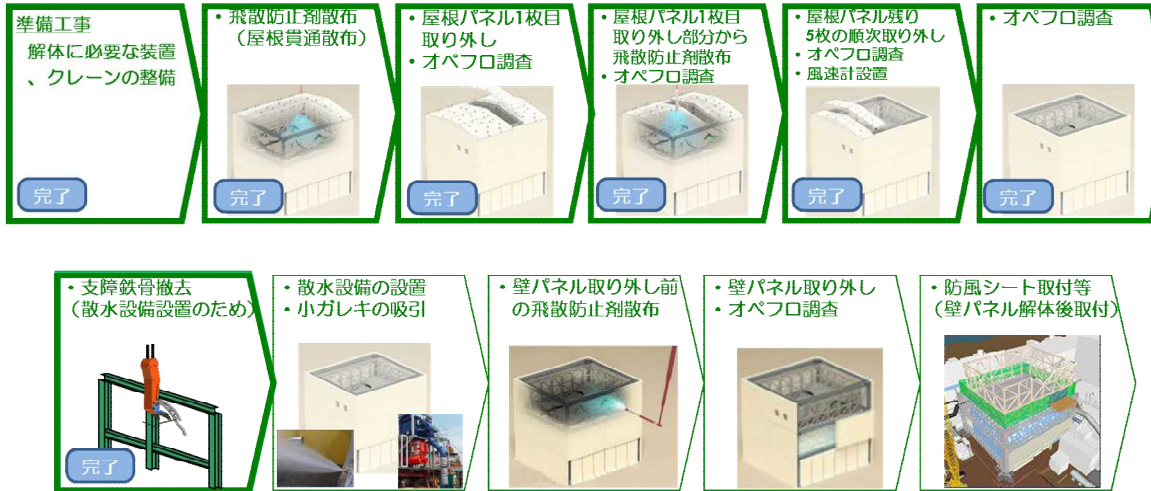 準備工事
解体に必要な装置
、クレーンの整備
完了
・飛散防止剤散布
（屋根貫通散布）
完了
・屋根パネル1枚目
取り外し
・オペフロ調査
完了
・屋根パネル1枚目
取り外し部分から
飛散防止剤散布
・オペフロ調査
完了
・屋根パネル残り
5枚の順次取り外し
・オペフロ調査
・風速計設置
完了
・オペフロ調査
完了
・支障鉄骨撤去
（散水設備設置のため）
完了
・散水設備の設置
・小ガレキの吸引
・壁パネル取り外し前
の飛散防止剤散布
・壁パネル取り外し
・オペフロ調査
・防風シート取付等
（壁パネル解体後取付）